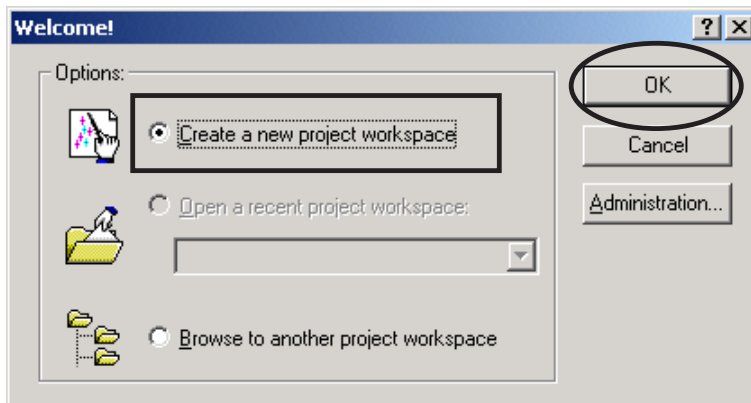 Welcome!
Options:
Create a new project workspace
Open a recent project workspace:
Browse to another project workspace
OK
Cancel
Administration...